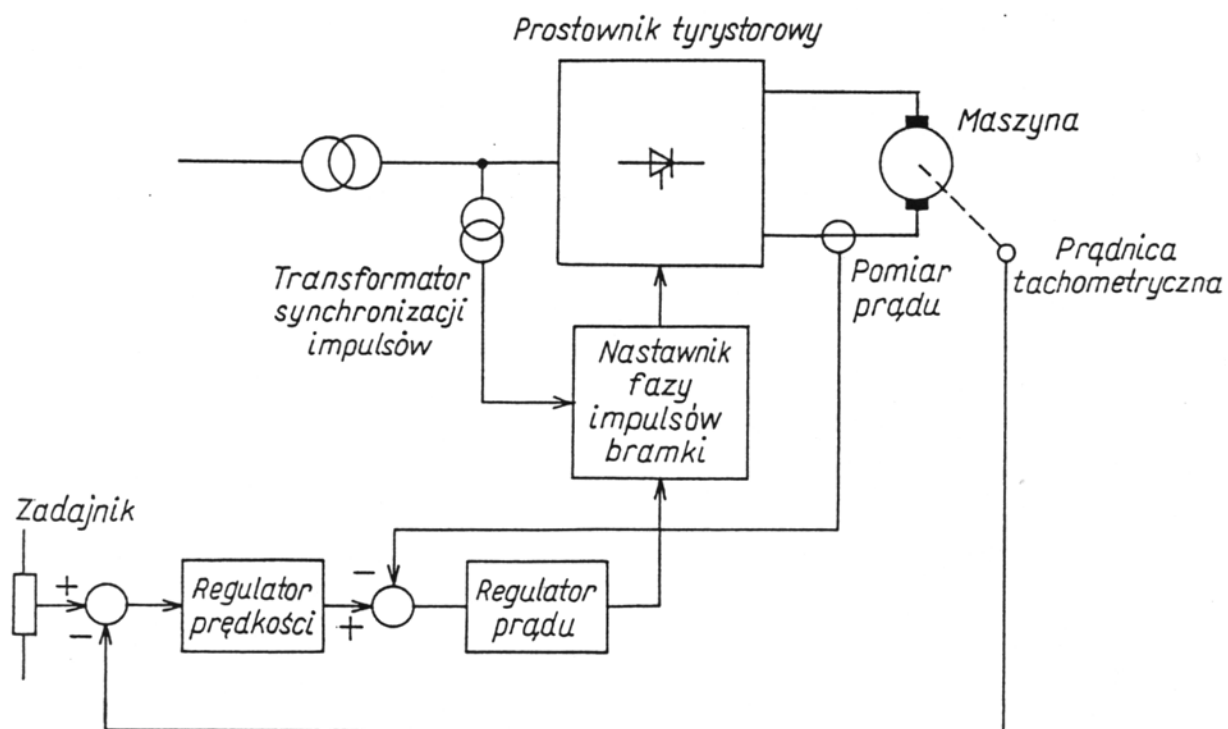 Prostownik tyrystorowy
Maszyna
Transformator
synchronizacji
impulsów
Pomiar
prądu
Prądnica
tachometryczna
Nastawnik
fazy
impulsów
bramki
Zadajnik
+
−
Regulator
prędkości
−
+
Regulator
prądu